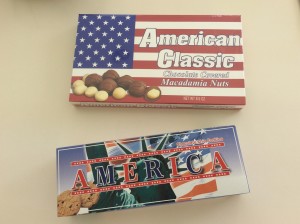 American
Classic
Chocolate Covered
Macadamia Nuts
AMERICA